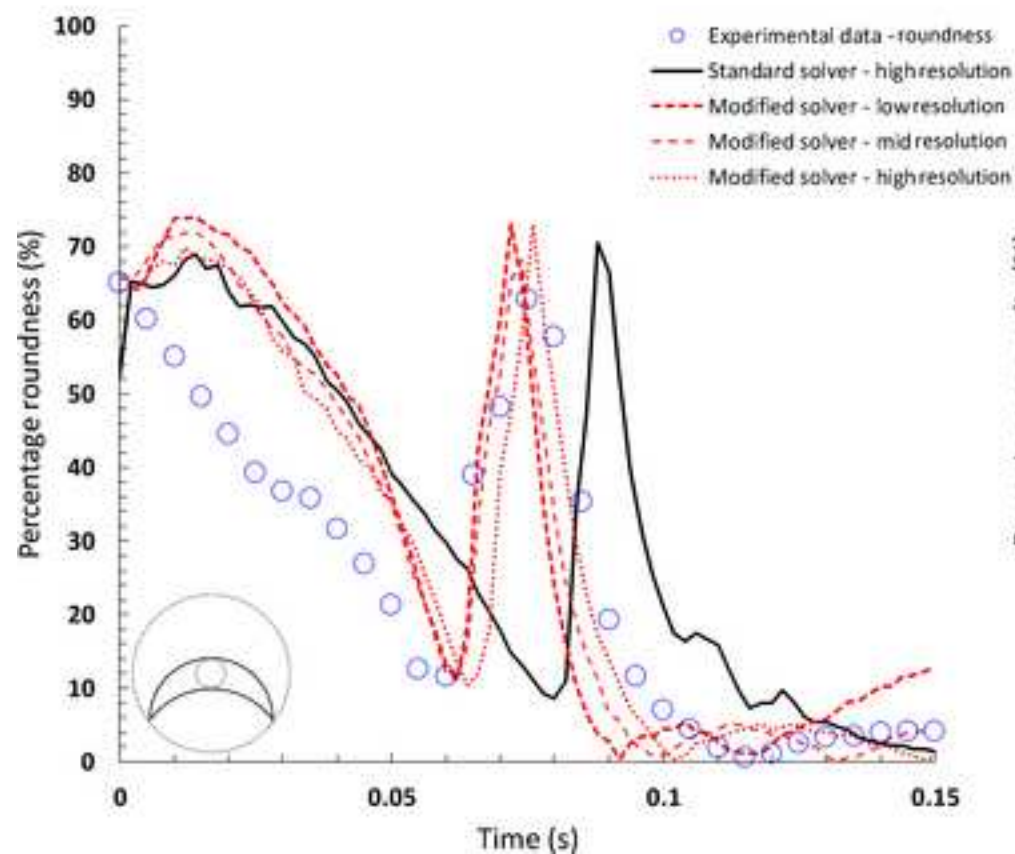 100
90
80
70
60
50
40
30
20
10
0
Percentage roundness (%)
Experimental data - roundness
Standard solver - high resolution
Modified solver - low resolution
Modified solver - mid resolution
Modified solver - high resolution
0 0.05 0.1 0.15
Time (s)